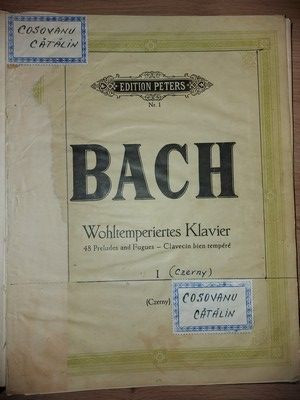 COSOVANU
CĂTĂLIN
EDITION PETERS
Nr. 1
BACH
Wohltemperiertes Klavier
48 Preludes and Fugues – Clavecin bien tempéré
I (Czerny)
(Czerny)
COSOVANU
CĂTĂLIN